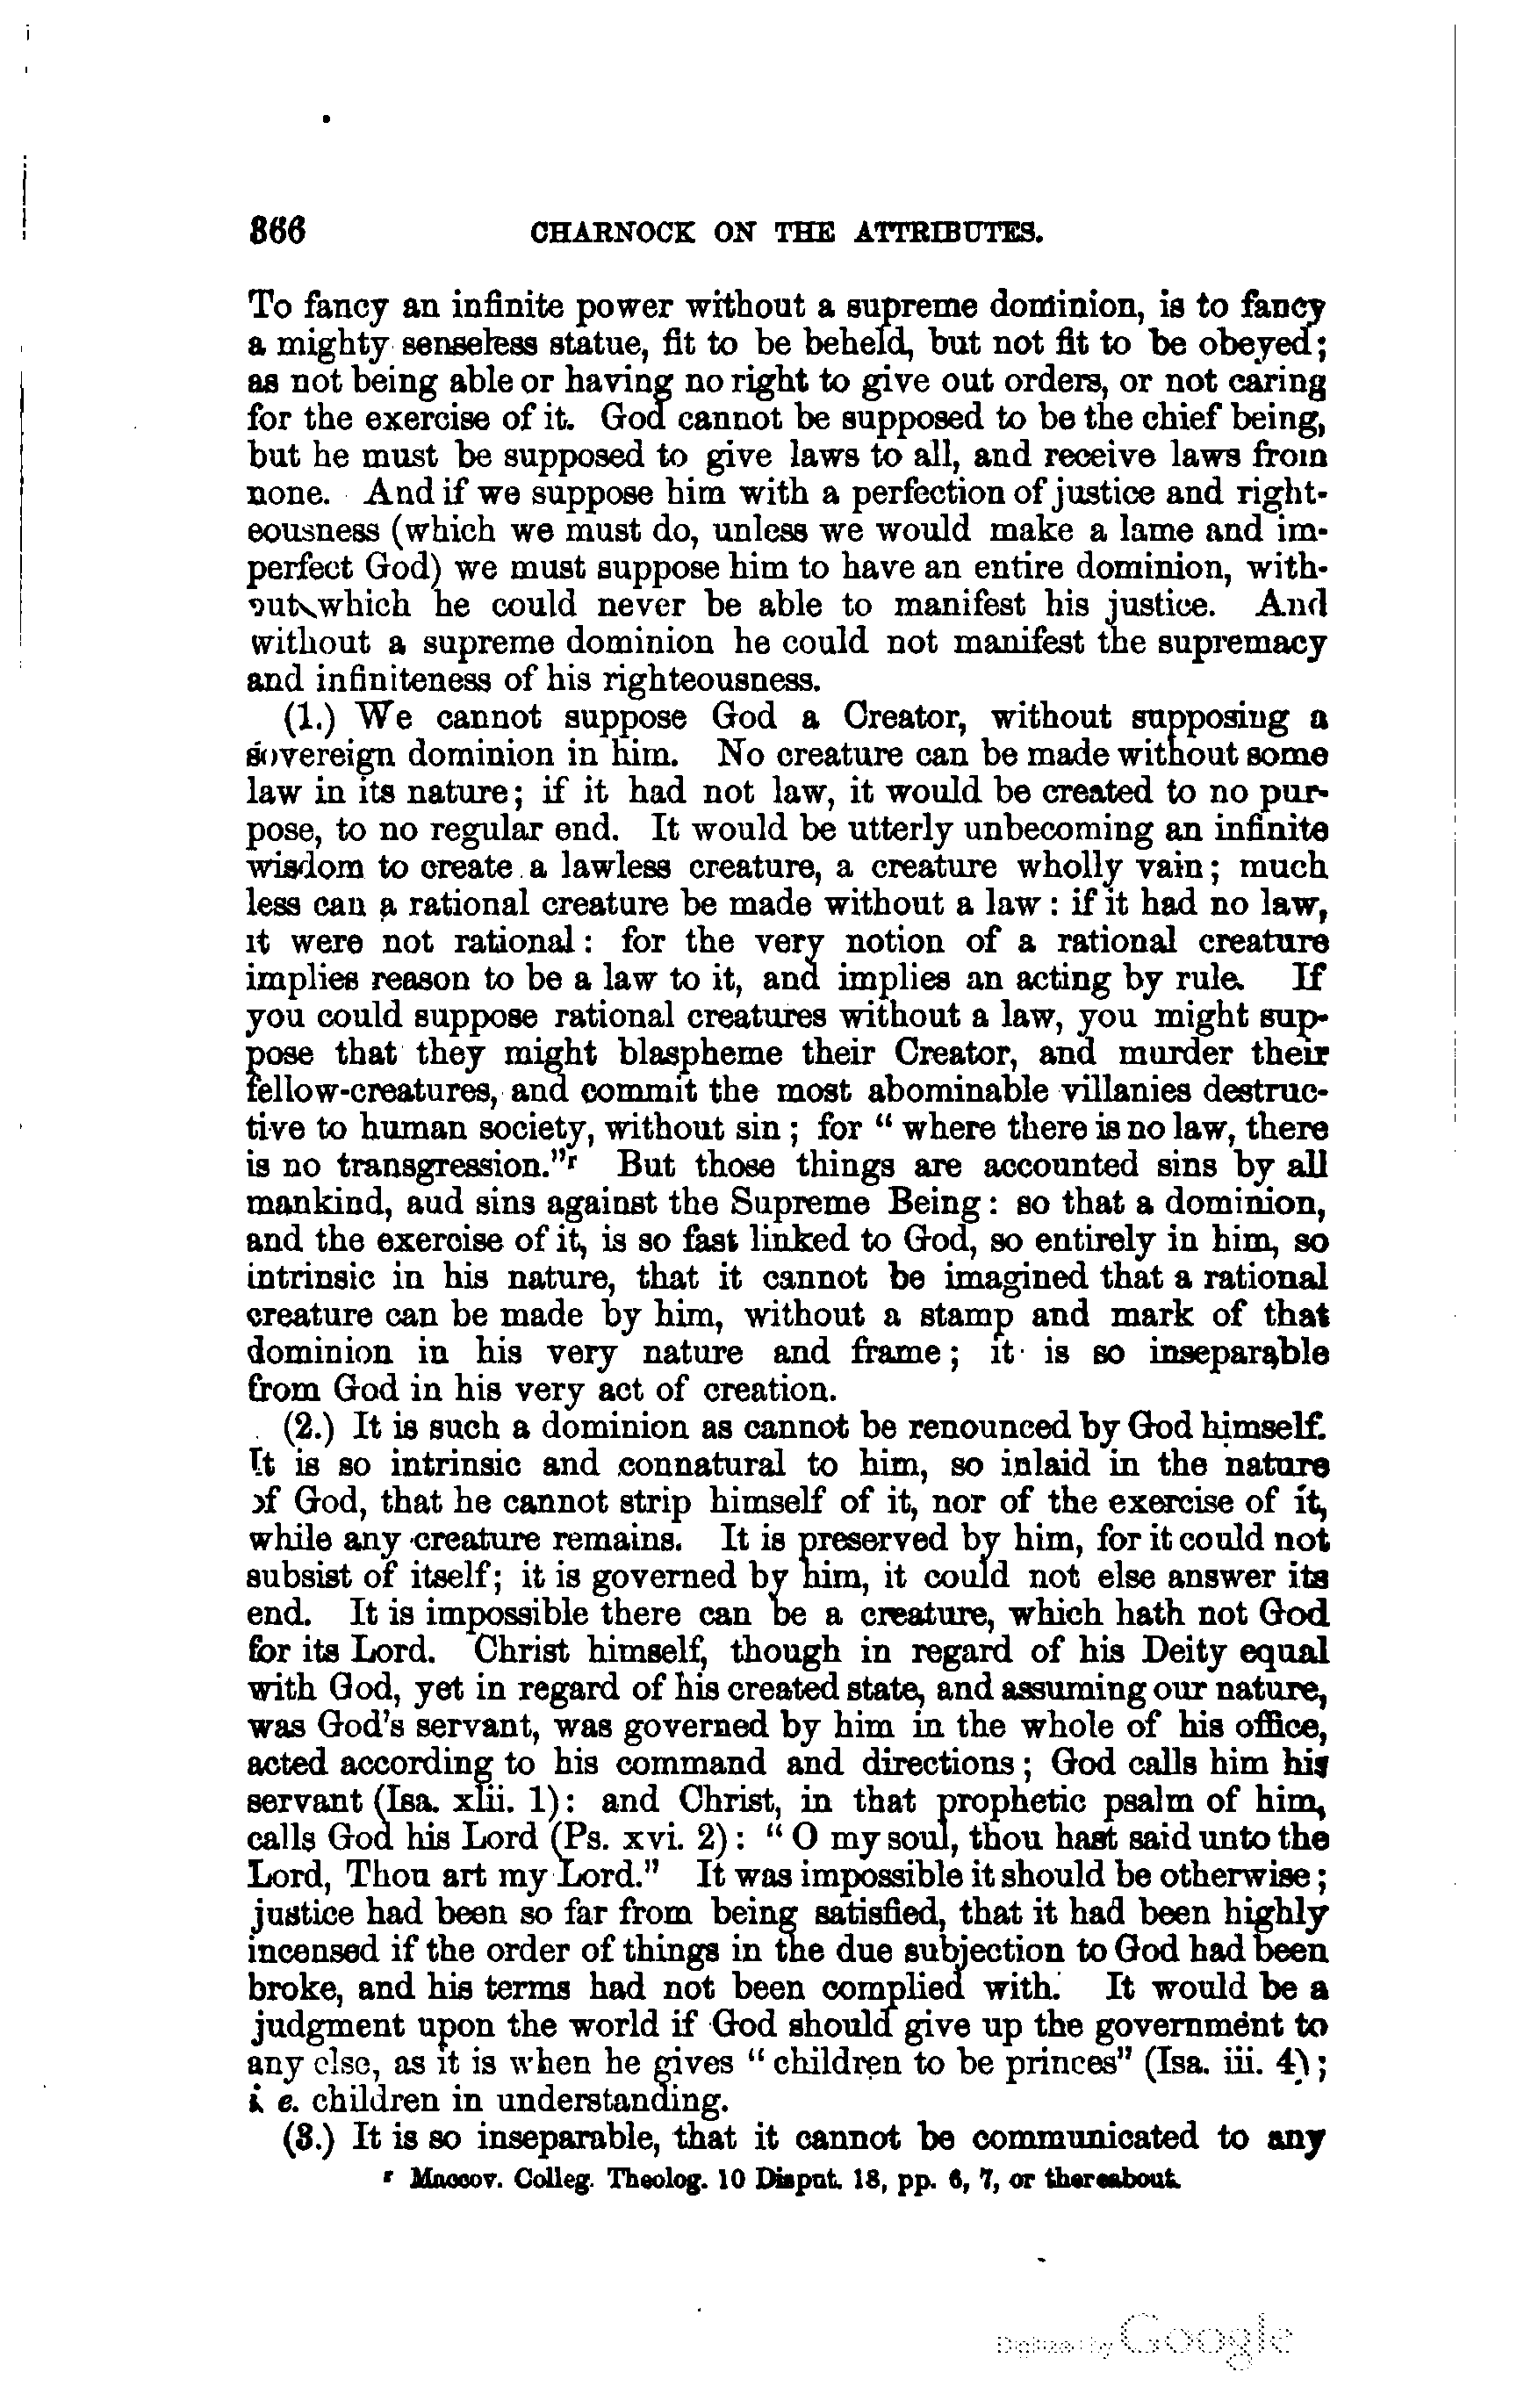 366 CHARNOCK ON THE ATTRIBUTES.
To fancy an infinite power without a supreme dominion, is to fancy
a mighty senseless statue, fit to be beheld, but not fit to be obeyed;
as not being able or having no right to give out orders, or not caring
for the exercise of it. God cannot be supposed to be the chief being,
but he must be supposed to give laws to all, and receive laws from
none. And if we suppose him with a perfection of justice and right-
eousness (which we must do, unless we would make a lame and im-
perfect God) we must suppose him to have an entire dominion, with-
out which he could never be able to manifest his justice. And
without a supreme dominion he could not manifest the supremacy
and infiniteness of his righteousness.
(1.) We cannot suppose God a Creator, without supposing a
sovereign dominion in him. No creature can be made without some
law in its nature; if it had not law, it would be created to no pur-
pose, to no regular end. It would be utterly unbecoming an infinite
wisdom to create a lawless creature, a creature wholly vain; much
less can a rational creature be made without a law: if it had no law,
it were not rational: for the very notion of a rational creature
implies reason to be a law to it, and implies an acting by rule. If
you could suppose rational creatures without a law, you might sup-
pose that they might blaspheme their Creator, and murder their
fellow-creatures, and commit the most abominable villanies destruc-
tive to human society, without sin; for "where there is no law, there
is no transgression."r But those things are accounted sins by all
mankind, aud sins against the Supreme Being: so that a dominion,
and the exercise of it, is so fast linked to God, so entirely in him, so
intrinsic in his nature, that it cannot be imagined that a rational
creature can be made by him, without a stamp and mark of that
dominion in his very nature and frame; it is so inseparable
from God in his very act of creation.
(2.) It is such a dominion as cannot be renounced by God himself.
It is so intrinsic and connatural to him, so inlaid in the nature
of God, that he cannot strip himself of it, nor of the exercise of it,
while any creature remains. It is preserved by him, for it could not
subsist of itself; it is governed by him, it could not else answer its
end. It is impossible there can be a creature, which hath not God
for its Lord. Christ himself, though in regard of his Deity equal
with God, yet in regard of his created state, and assuming our nature,
was God's servant, was governed by him in the whole of his office,
acted according to his command and directions; God calls him his
servant (Isa. xlii. 1): and Christ, in that prophetic psalm of him,
calls God his Lord (Ps. xvi. 2): "O my soul, thou hast said unto the
Lord, Thou art my Lord." It was impossible it should be otherwise;
justice had been so far from being satisfied, that it had been highly
incensed if the order of things in the due subjection to God had been
broke, and his terms had not been complied with. It would be a
judgment upon the world if God should give up the government to
any else, as it is when he gives "children to be princes" (Isa. iii. 4);
i. e. children in understanding.
(3.) It is so inseparable, that it cannot be communicated to any
r Maccov. Colleg. Theolog. 10 Disput. 18, pp. 6, 7, or thereabout.
Digitized by Google